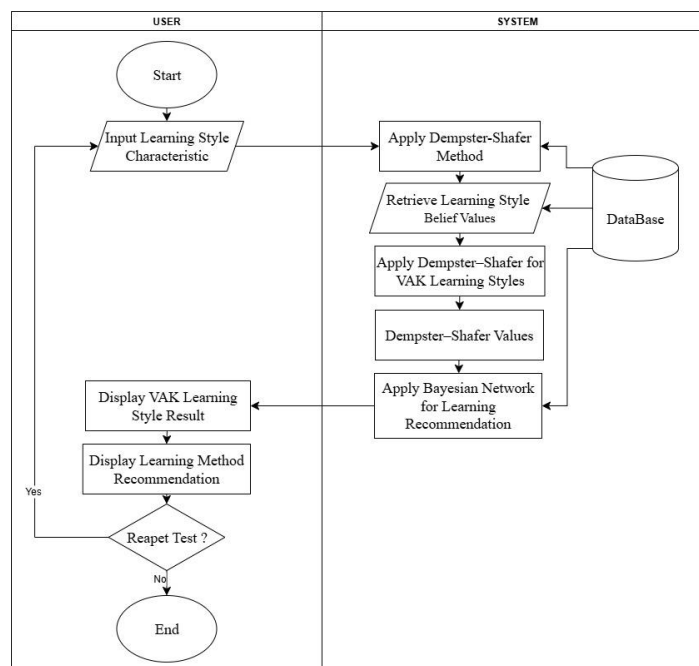 USER
SYSTEM
Start
Input Learning Style
Characteristic
Apply Dempster-Shafer
Method
Retrieve Learning Style
Belief Values
DataBase
Apply Dempster–Shafer for
VAK Learning Styles
Dempster–Shafer Values
Apply Bayesian Network
for Learning
Recommendation
Display VAK Learning
Style Result
Display Learning Method
Recommendation
Yes
Reapet Test ?
No
End